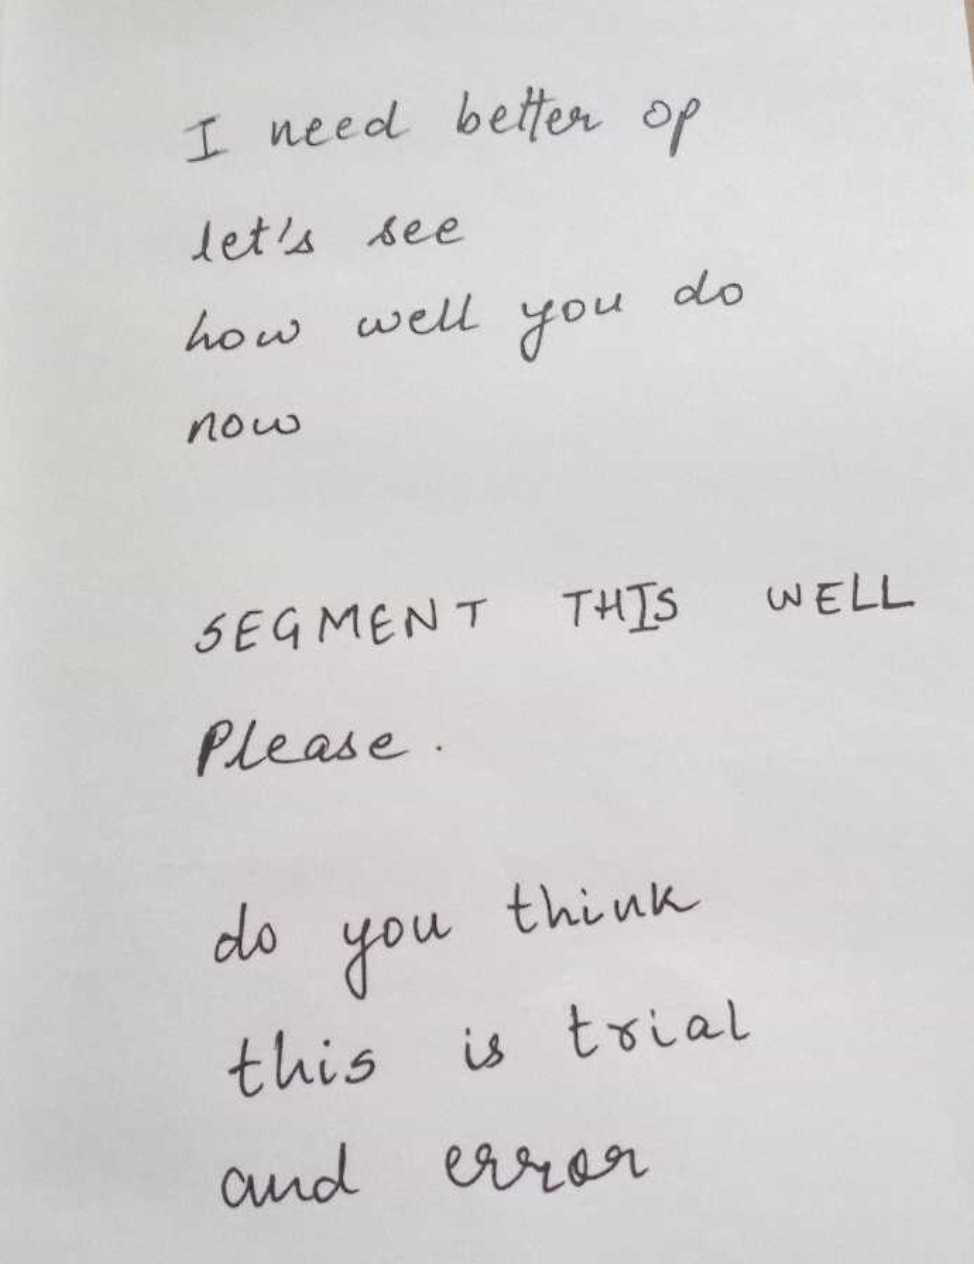 I need better op
let's see
how well you do
now
SEGMENT THIS WELL
Please.
do you think
this is trial
and error